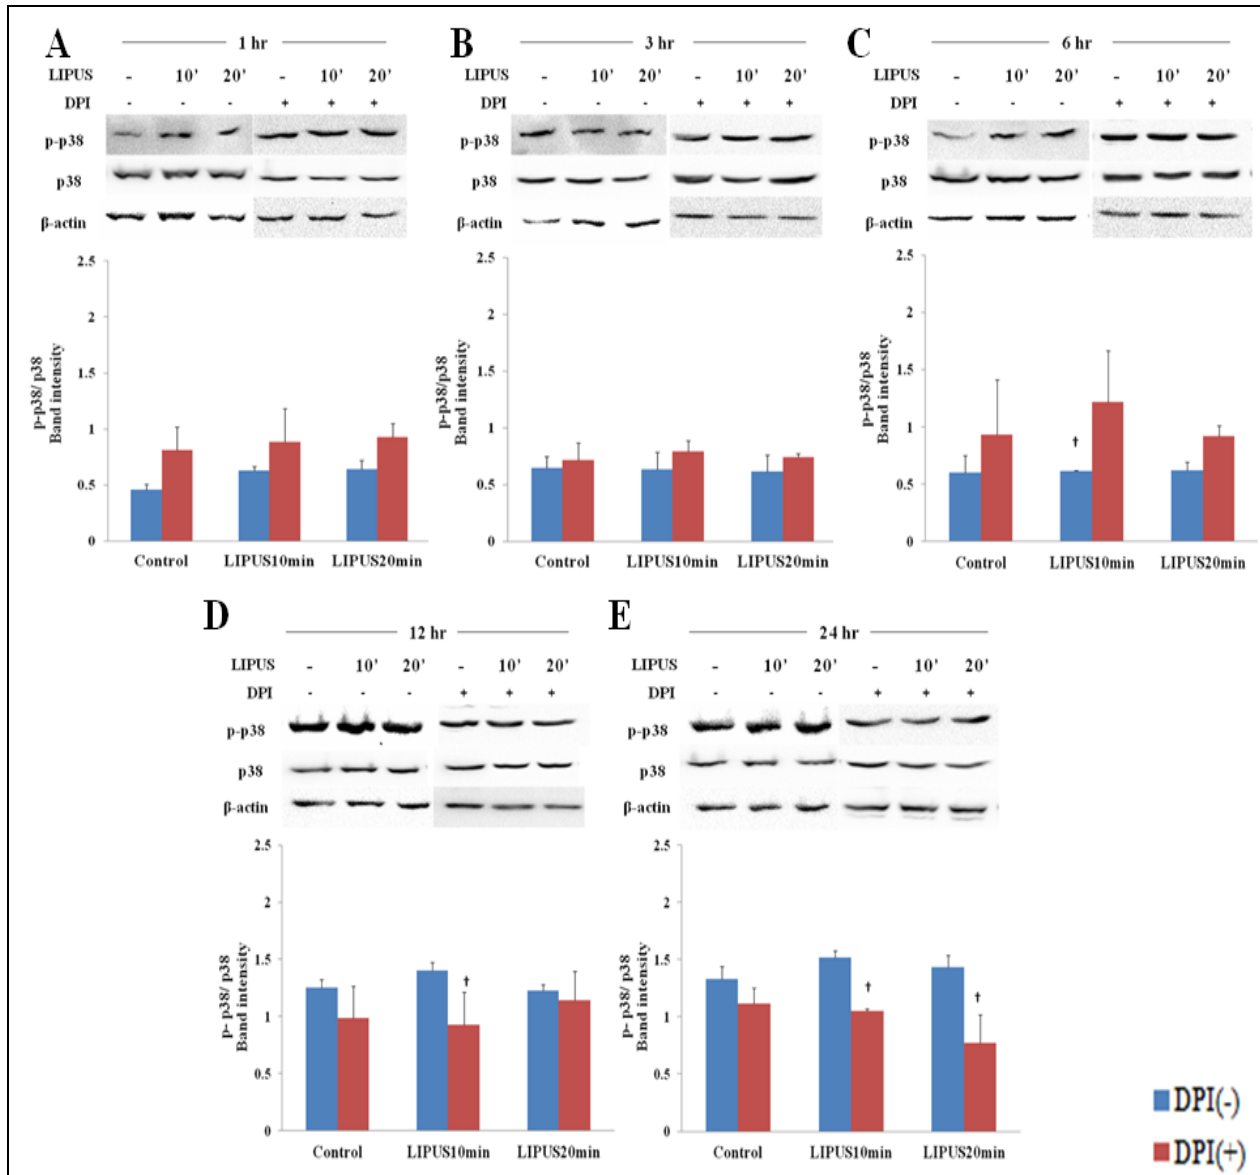 A 1 hr
LIPUS - 10' 20' - 10' 20'
DPI - - - + + +
p-p38
p38
β-actin
2.5
2
1.5
1
0.5
0
p-p38/ p38
Band intensity
Control LIPUS10min LIPUS20min
B 3 hr
LIPUS - 10' 20' - 10' 20'
DPI - - - + + +
p-p38
p38
β-actin
2.5
2
1.5
1
0.5
0
p-p38/p38
Band intensity
Control LIPUS10min LIPUS20min
C 6 hr
LIPUS - 10' 20' - 10' 20'
DPI - - - + + +
p-p38
p38
β-actin
2.5
2
1.5
1
0.5
0
p-p38/p38
Band intensity
†
Control LIPUS10min LIPUS20min
D 12 hr
LIPUS - 10' 20' - 10' 20'
DPI - - - + + +
p-p38
p38
β-actin
2.5
2
1.5
1
0.5
0
p- p38/ p38
Band intensity
†
Control LIPUS10min LIPUS20min
E 24 hr
LIPUS - 10' 20' - 10' 20'
DPI - - - + + +
p-p38
p38
β-actin
2.5
2
1.5
1
0.5
0
p- p38/ p38
Band intensity
† †
Control LIPUS10min LIPUS20min
DPI(-)
DPI(+)